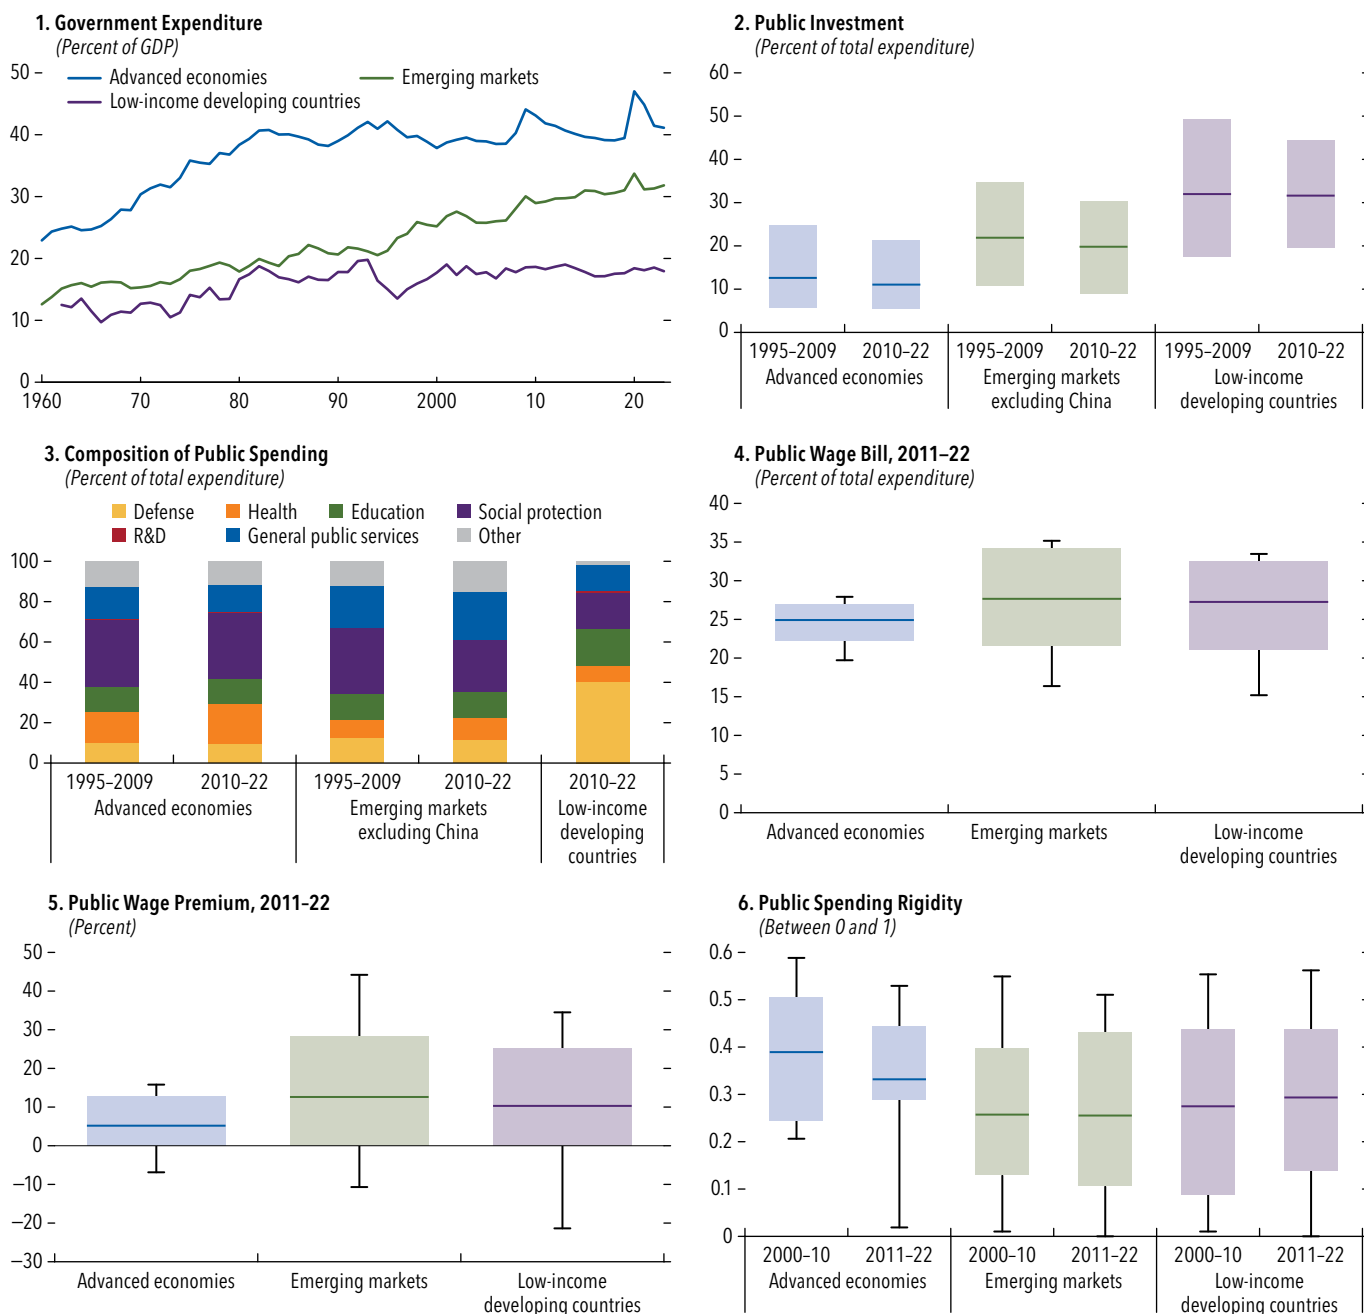 1. Government Expenditure
(Percent of GDP)
50
40
30
20
10
0
Advanced economies
Emerging markets
Low-income developing countries
1960 70 80 90 2000 10 20
2. Public Investment
(Percent of total expenditure)
60
50
40
30
20
10
0
1995–2009 2010–22 1995–2009 2010–22 1995–2009 2010–22
Advanced economies
Emerging markets
excluding China
Low-income
developing countries
3. Composition of Public Spending
(Percent of total expenditure)
Defense Health Education Social protection
R&D General public services Other
100
80
60
40
20
0
1995–2009 2010–22 1995–2009 2010–22 2010–22
Advanced economies
Emerging markets
excluding China
Low-income
developing
countries
4. Public Wage Bill, 2011–22
(Percent of total expenditure)
40
35
30
25
20
15
10
5
0
Advanced economies
Emerging markets
Low-income
developing countries
5. Public Wage Premium, 2011–22
(Percent)
50
40
30
20
10
0
–10
–20
–30
Advanced economies
Emerging markets
Low-income
developing countries
6. Public Spending Rigidity
(Between 0 and 1)
0.6
0.5
0.4
0.3
0.2
0.1
0
2000–10 2011–22 2000–10 2011–22 2000–10 2011–22
Advanced economies
Emerging markets
Low-income
developing countries